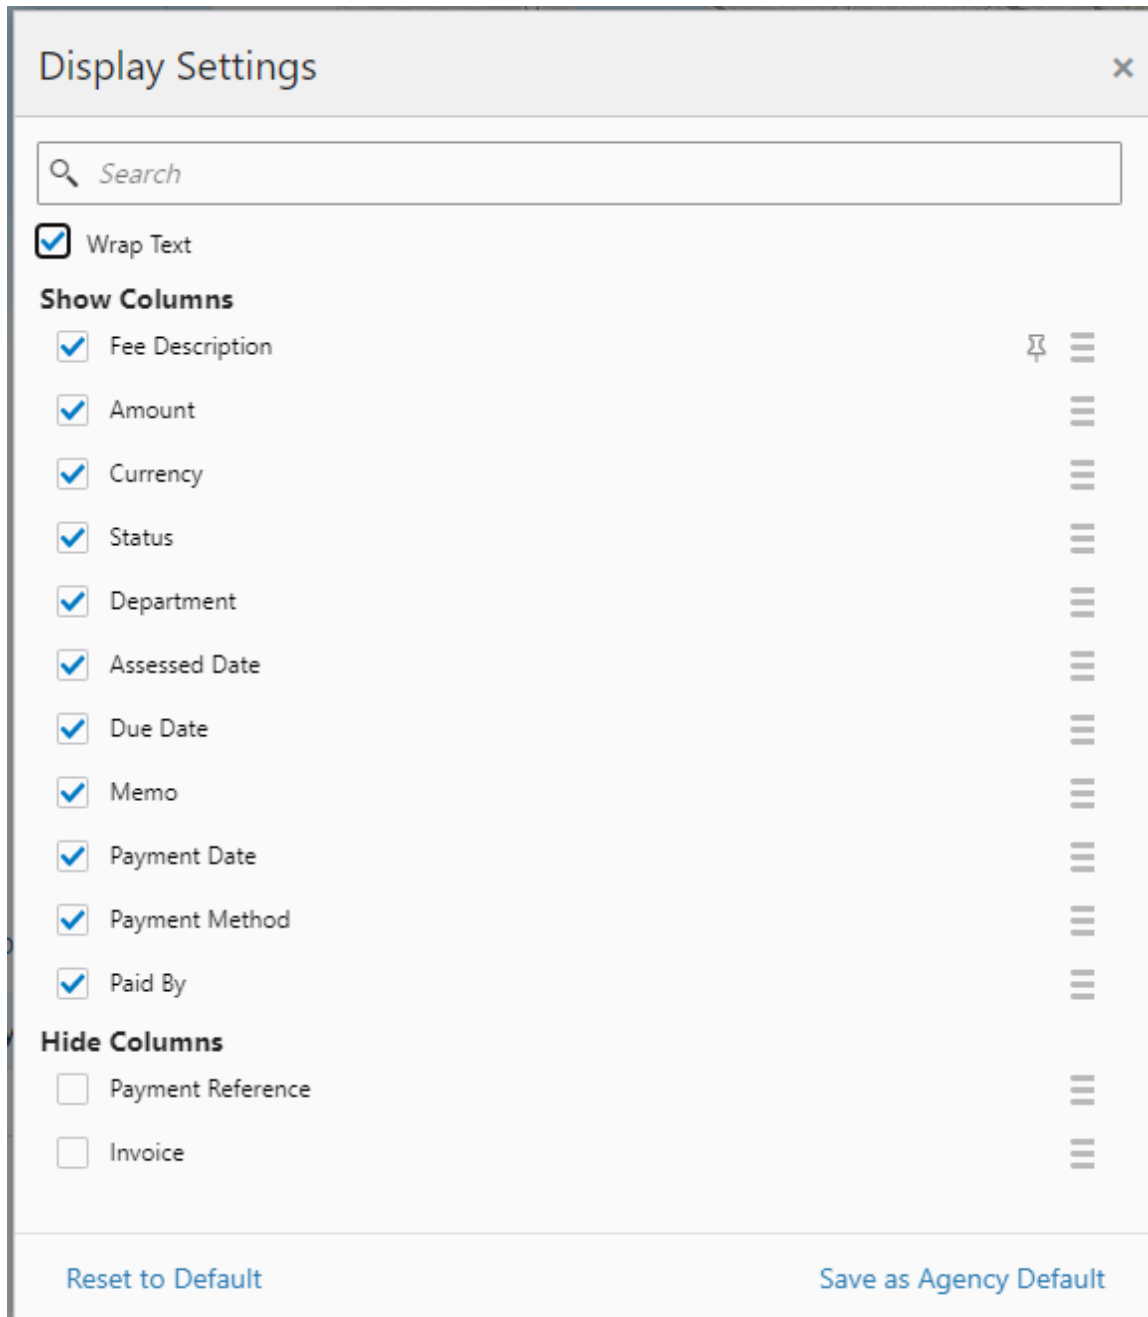 Display Settings
Search
Wrap Text
Show Columns
Fee Description
Amount
Currency
Status
Department
Assessed Date
Due Date
Memo
Payment Date
Payment Method
Paid By
Hide Columns
Payment Reference
Invoice
Reset to Default
Save as Agency Default